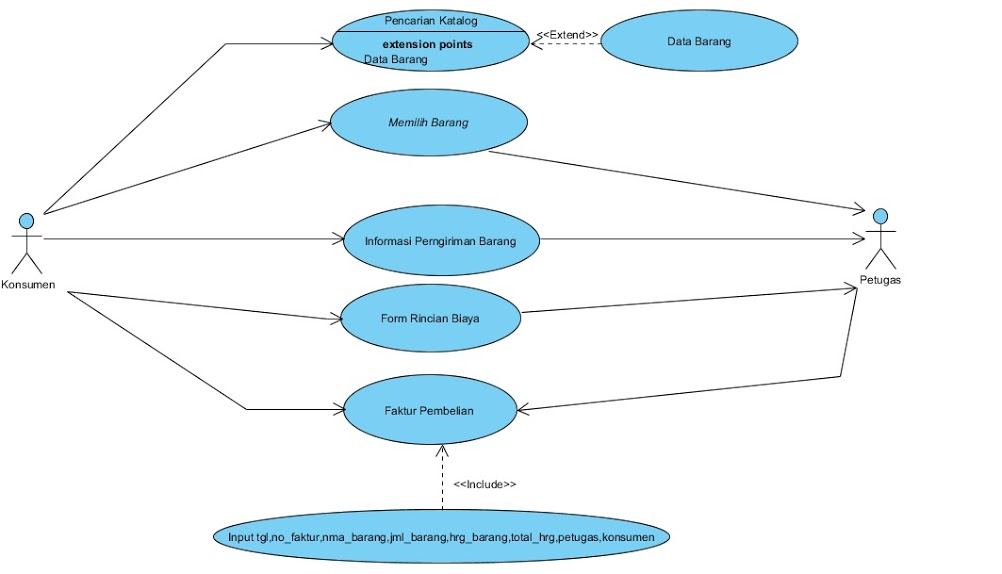 Pencarian Katalog
extension points
Data Barang
<<Extend>>
Data Barang
Memilih Barang
Informasi Perngiriman Barang
Konsumen
Petugas
Form Rincian Biaya
Faktur Pembelian
<<Include>>
Input tgl,no_faktur,nma_barang,jml_barang,hrg_barang,total_hrg,petugas,konsumen